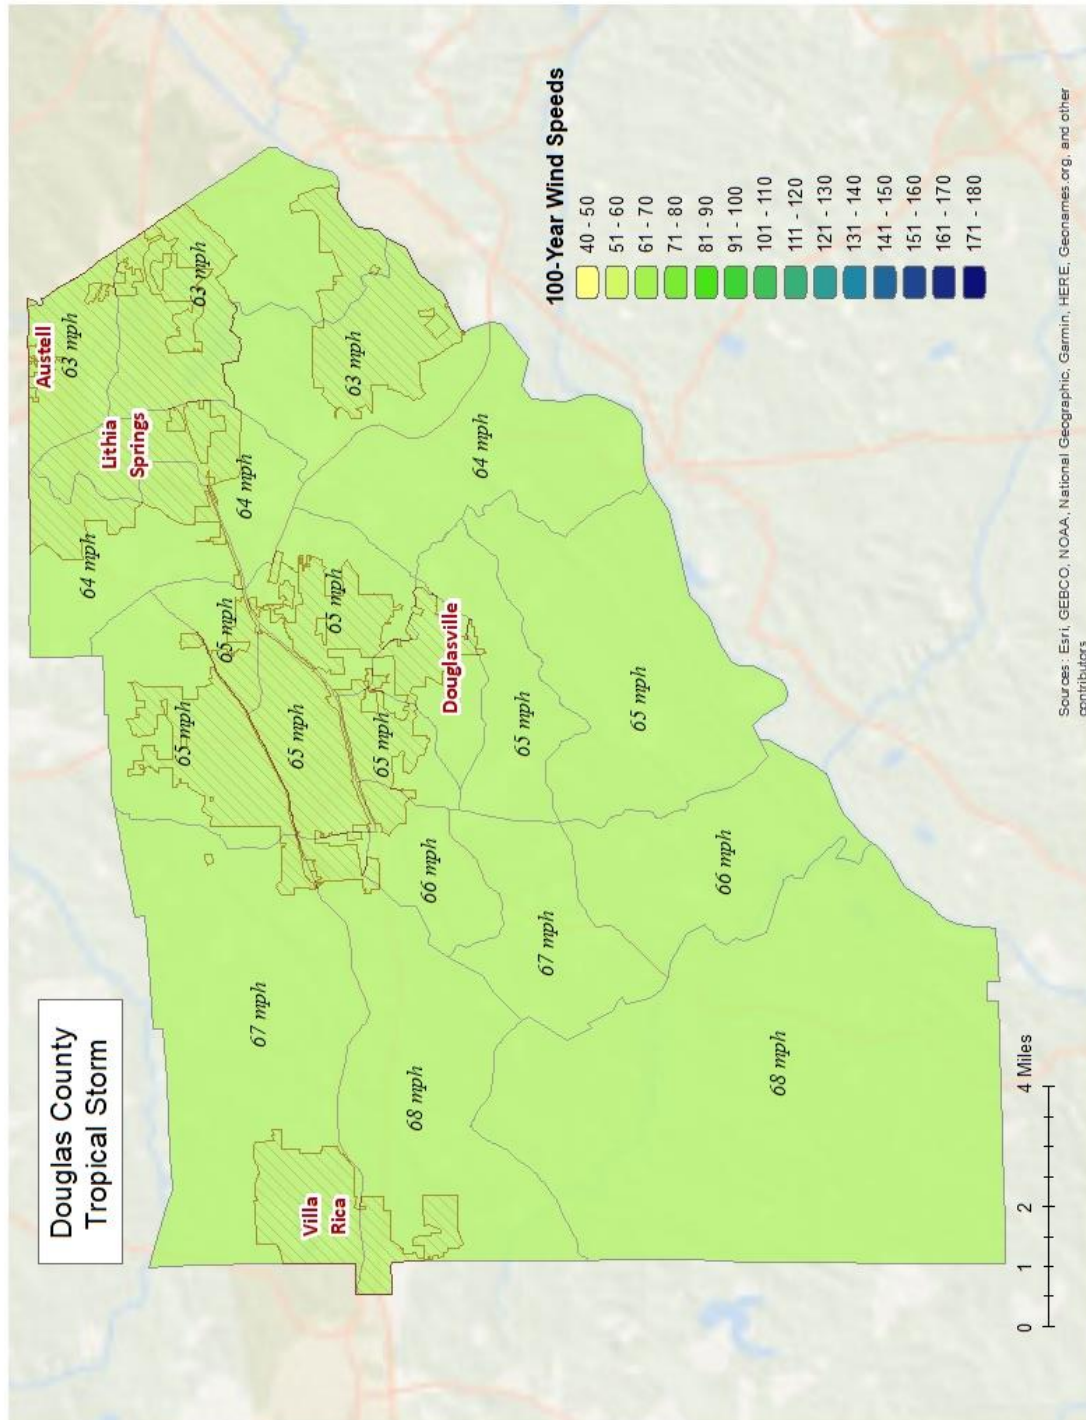 Douglas County
Tropical Storm
Austell
63 mph
63 mph
Lithia
Springs
64 mph
64 mph
63 mph
64 mph
65 mph
65 mph
65 mph
65 mph
65 mph
Douglasville
65 mph
65 mph
66 mph
66 mph
67 mph
67 mph
68 mph
68 mph
Villa
Rica
100-Year Wind Speeds
40 - 50
51 - 60
61 - 70
71 - 80
81 - 90
91 - 100
101 - 110
111 - 120
121 - 130
131 - 140
141 - 150
151 - 160
161 - 170
171 - 180
0 1 2 4 Miles
Sources: Esri, GEBCO, NOAA, National Geographic, Garmin, HERE, Geonames.org, and other
contributors